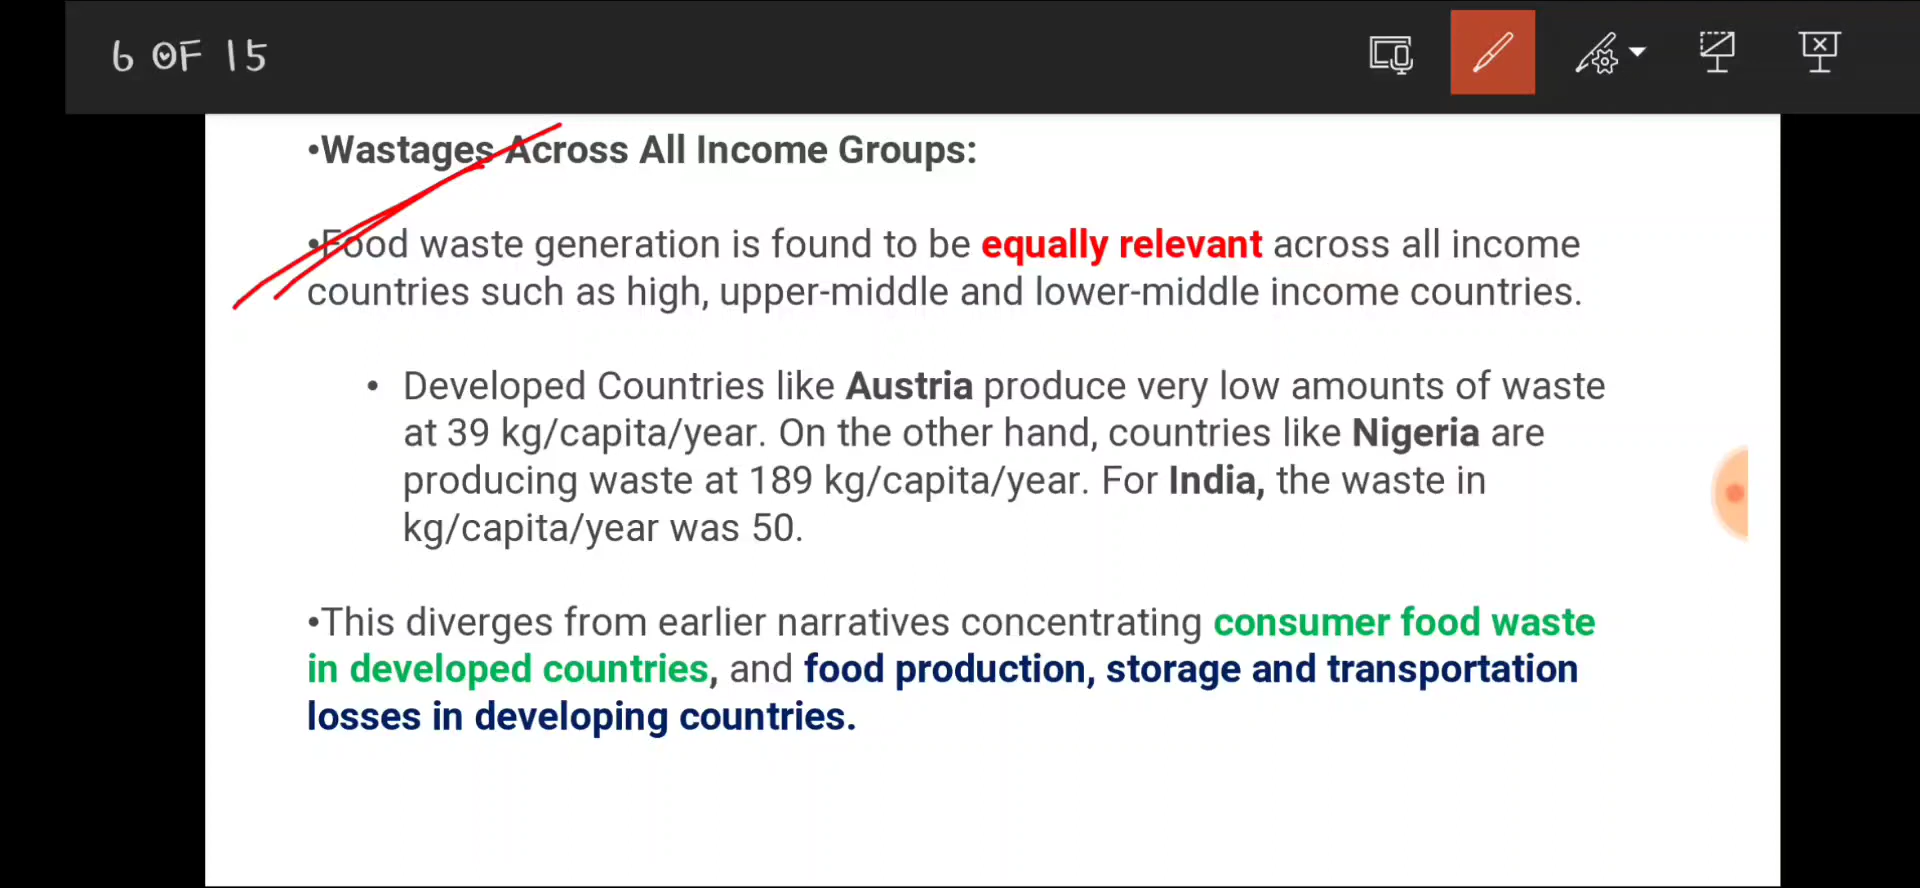 6 OF 15
•Wastages Across All Income Groups:
•Food waste generation is found to be equally relevant across all income
countries such as high, upper-middle and lower-middle income countries.
• Developed Countries like Austria produce very low amounts of waste
at 39 kg/capita/year. On the other hand, countries like Nigeria are
producing waste at 189 kg/capita/year. For India, the waste in
kg/capita/year was 50.
•This diverges from earlier narratives concentrating consumer food waste
in developed countries, and food production, storage and transportation
losses in developing countries.